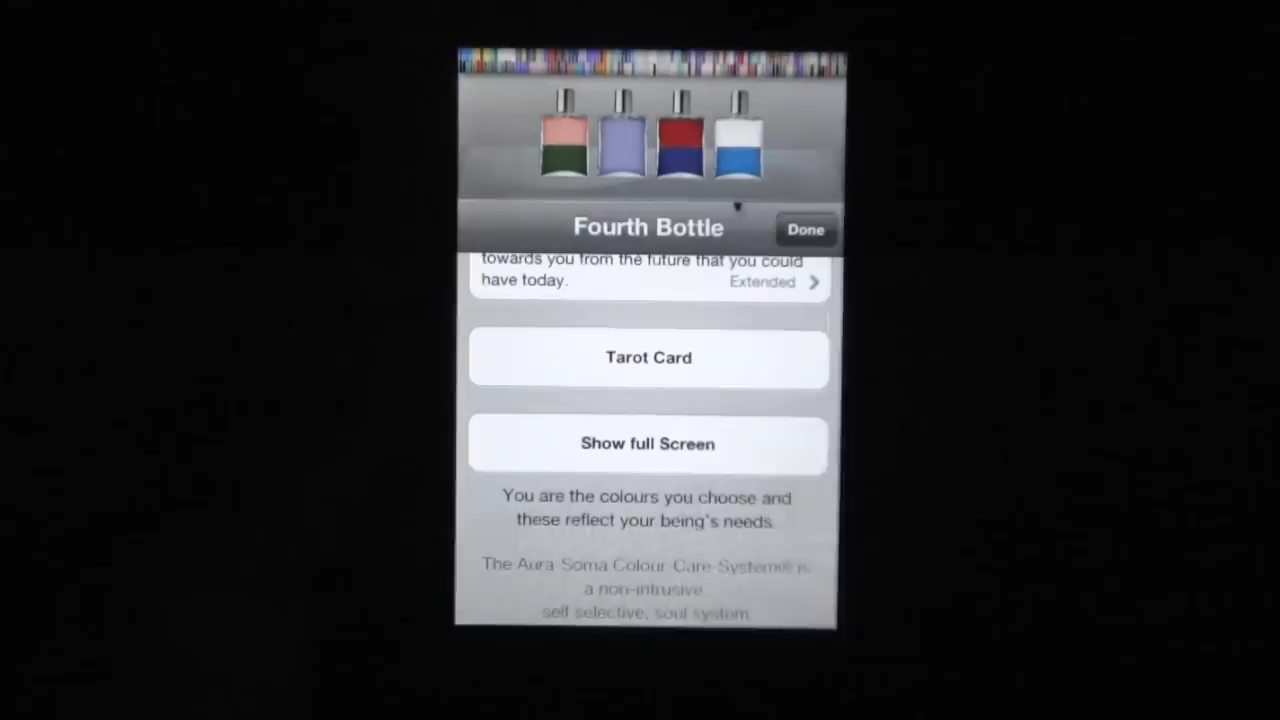 Fourth Bottle
Done
towards you from the future that you could
have today.
Extended
Tarot Card
Show full Screen
You are the colours you choose and
these reflect your being's needs.
The Aura-Soma Colour-Care-System® is
a non-intrusive,
self selective, soul system